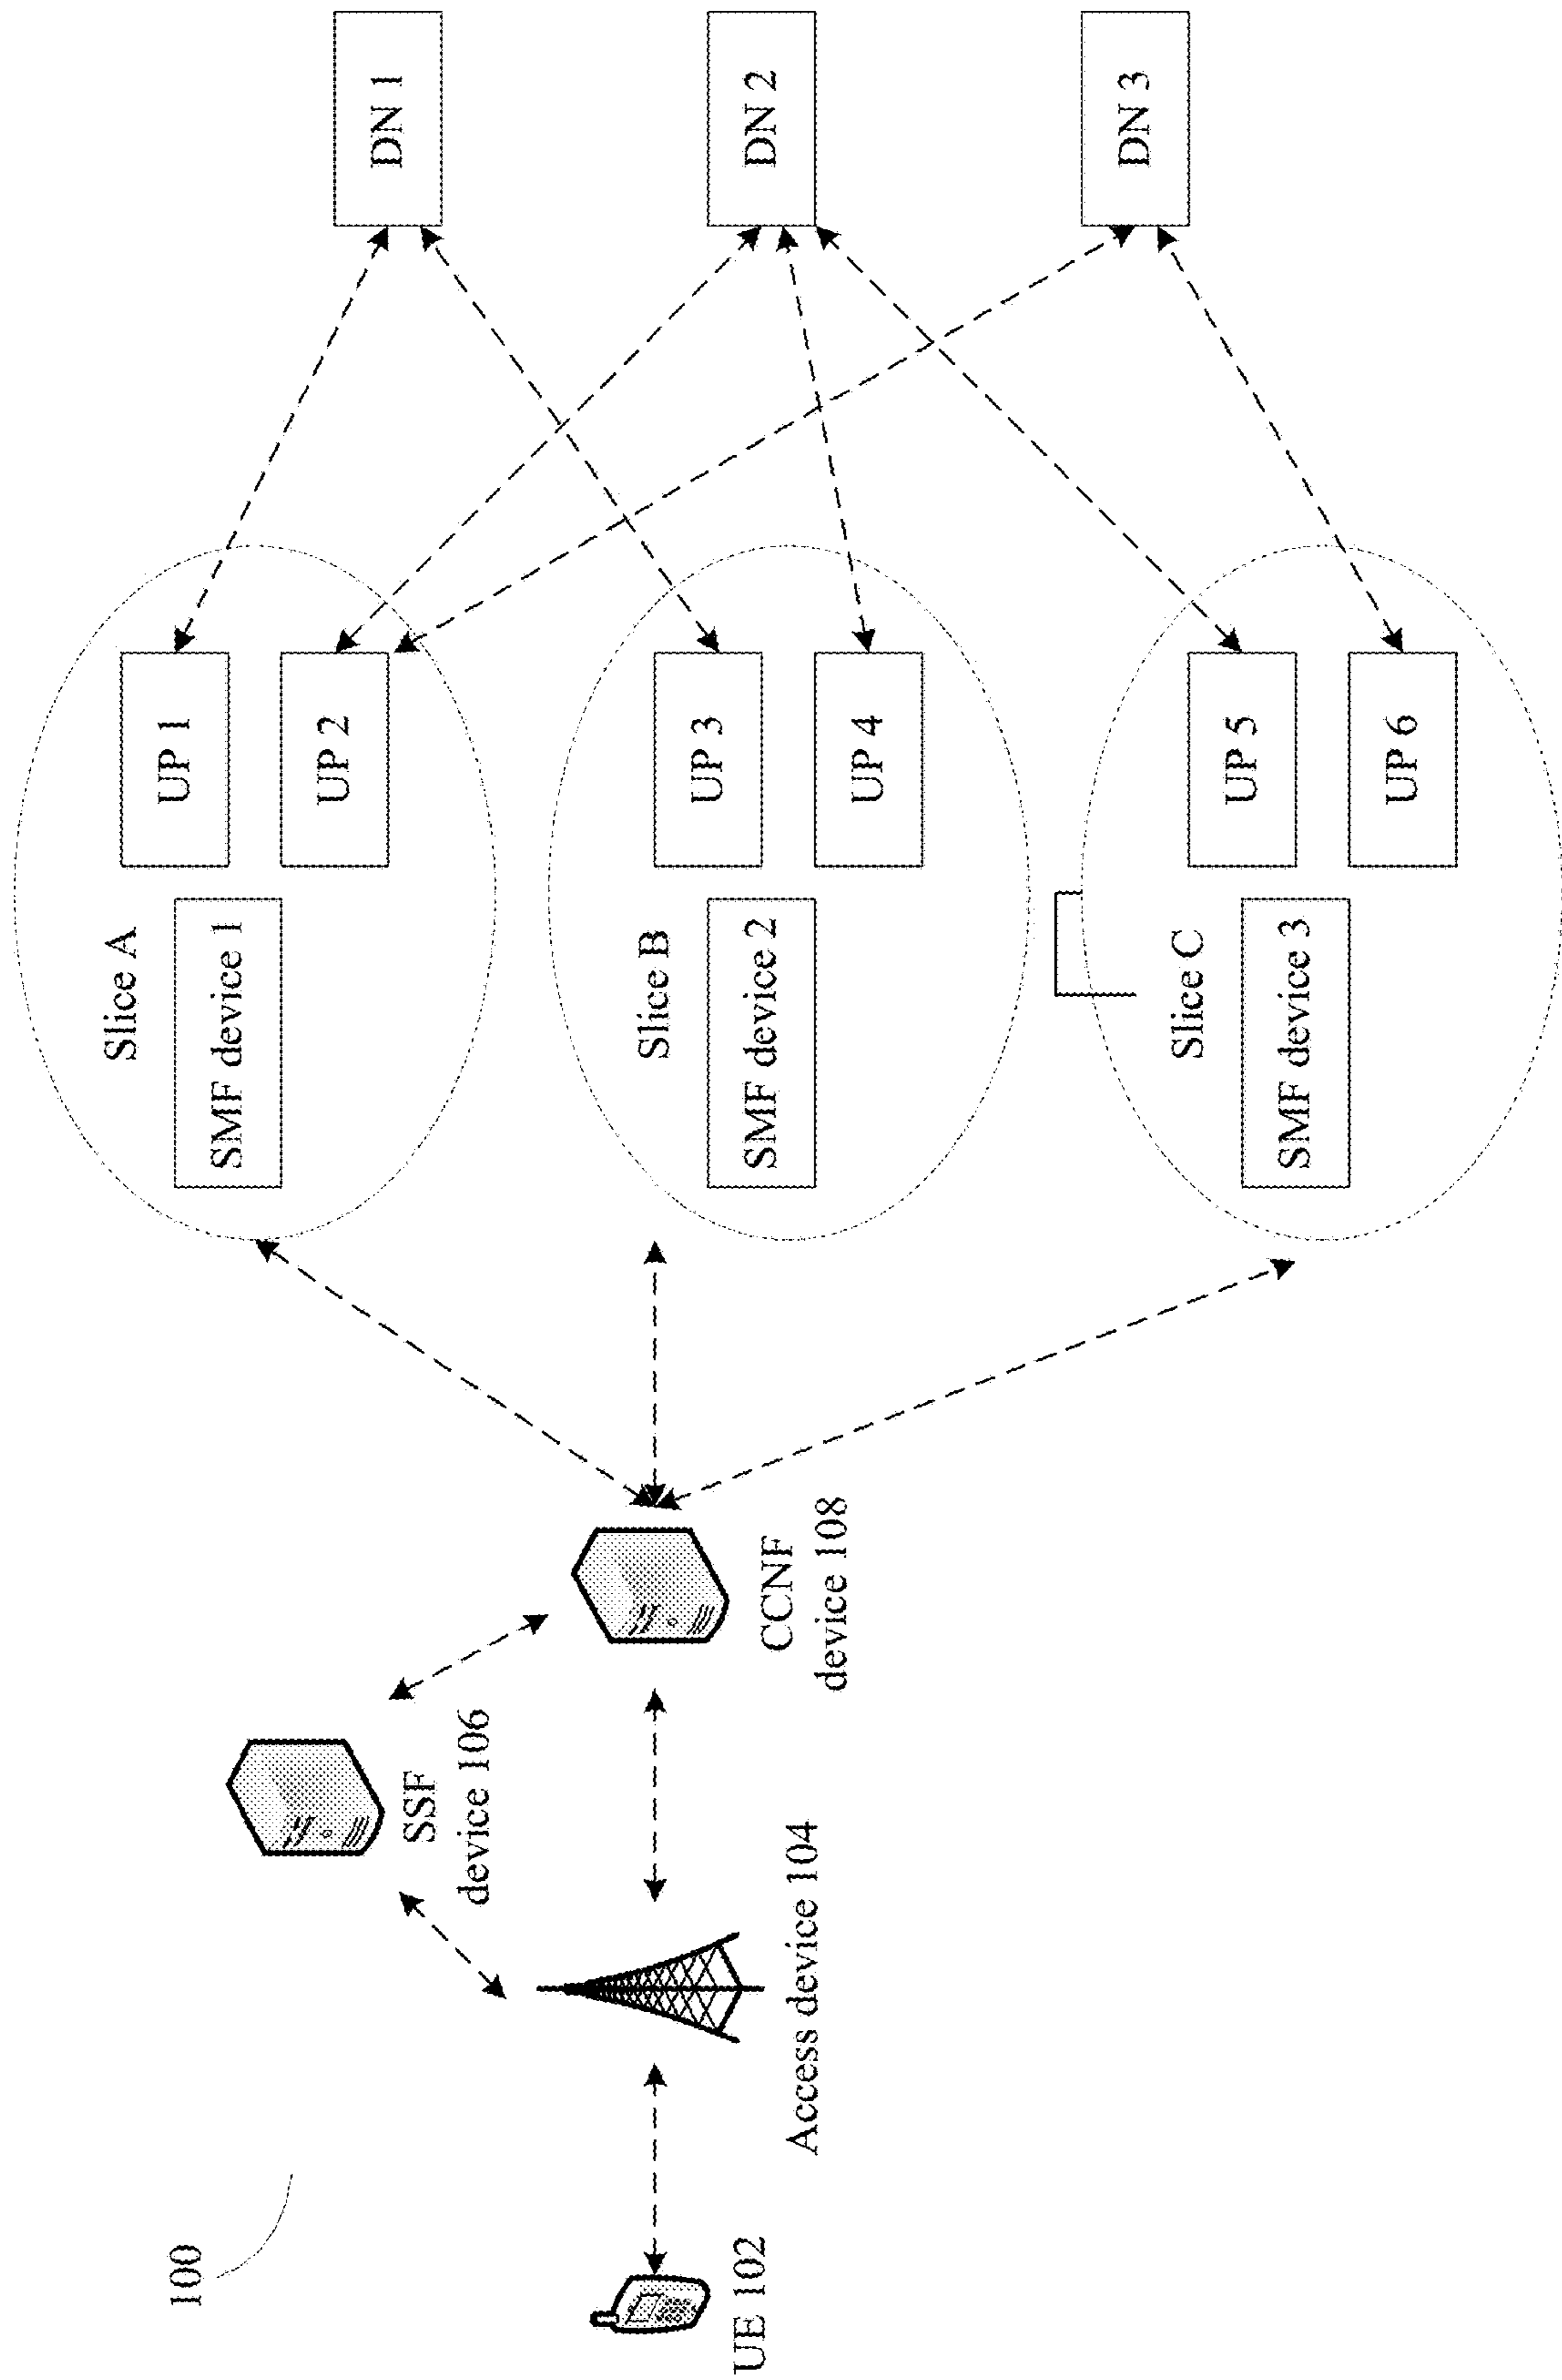 100
UE 102
Access device 104
SSF
device 106
CCNF
device 108
Slice A
SMF device 1
UP 1
UP 2
Slice B
SMF device 2
UP 3
UP 4
Slice C
SMF device 3
UP 5
UP 6
DN 1
DN 2
DN 3